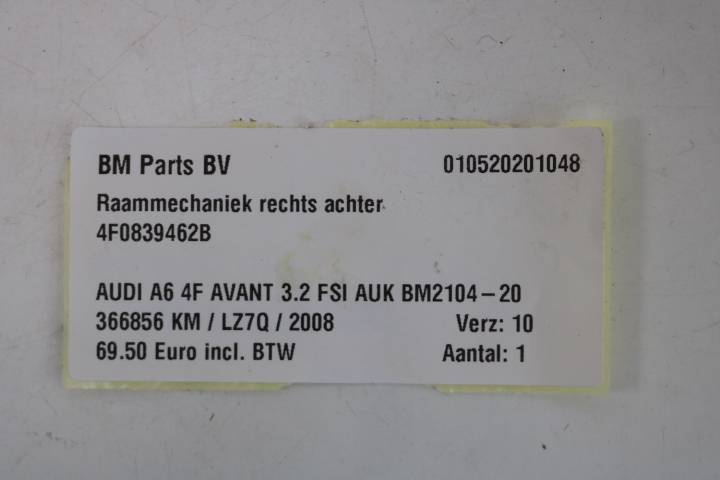 BM Parts BV 010520201048
Raammechaniek rechts achter
4F0839462B
AUDI A6 4F AVANT 3.2 FSI AUK BM2104-20
366856 KM / LZ7Q / 2008 Verz: 10
69.50 Euro incl. BTW Aantal: 1